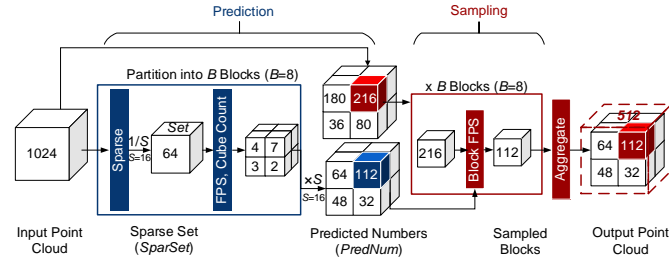 Prediction
Sampling
Partition into B Blocks (B=8)
x B Blocks (B=8)
1024
Sparse
1/S
S=16
Set
64
FPS, Cube Count
4 7
3 2
×S
S=16
180 216
36 80
64 112
48 32
216
Block FPS
112
Aggregate
512
64 112
48 32
Input Point
Cloud
Sparse Set
(SparSet)
Predicted Numbers
(PredNum)
Sampled
Blocks
Output Point
Cloud